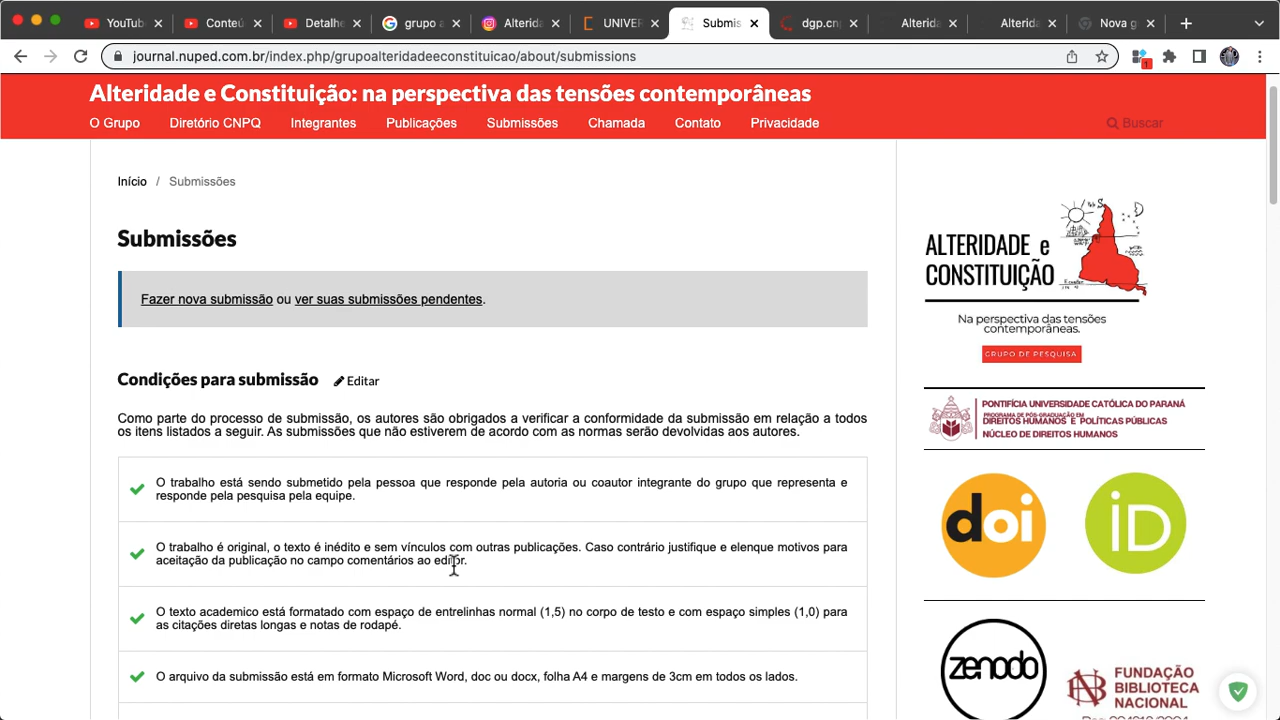 YouTub
Conteú
Detalhe
grupo a
Alterida
UNIVER
Submis
dgp.cnp
Alterida
Alterida
Nova g
journal.nuped.com.br/index.php/grupoalteridadeeconstituicao/about/submissions
1
Alteridade e Constituição: na perspectiva das tensões contemporâneas
O Grupo
Diretório CNPQ
Integrantes
Publicações
Submissões
Chamada
Contato
Privacidade
Buscar
Início / Submissões
Submissões
Fazer nova submissão ou ver suas submissões pendentes.
Condições para submissão
Editar
Como parte do processo de submissão, os autores são obrigados a verificar a conformidade da submissão em relação a todos
os itens listados a seguir. As submissões que não estiverem de acordo com as normas serão devolvidas aos autores.
O trabalho está sendo submetido pela pessoa que responde pela autoria ou coautor integrante do grupo que representa e
responde pela pesquisa pela equipe.
O trabalho é original, o texto é inédito e sem vínculos com outras publicações. Caso contrário justifique e elenque motivos para
aceitação da publicação no campo comentários ao editor.
O texto academico está formatado com espaço de entrelinhas normal (1,5) no corpo de testo e com espaço simples (1,0) para
as citações diretas longas e notas de rodapé.
O arquivo da submissão está em formato Microsoft Word, doc ou docx, folha A4 e margens de 3cm em todos os lados.
ALTERIDADE e
CONSTITUIÇÃO
Na perspectiva das tensões
contemporâneas.
GRUPO DE PESQUISA
PONTIFÍCIA UNIVERSIDADE CATÓLICA DO PARANÁ
PROGRAMA DE PÓS-GRADUAÇÃO EM
DIREITOS HUMANOS E POLÍTICAS PÚBLICAS
NÚCLEO DE DIREITOS HUMANOS
doi
iD
zenodo
FUNDAÇÃO
BIBLIOTECA
NACIONAL